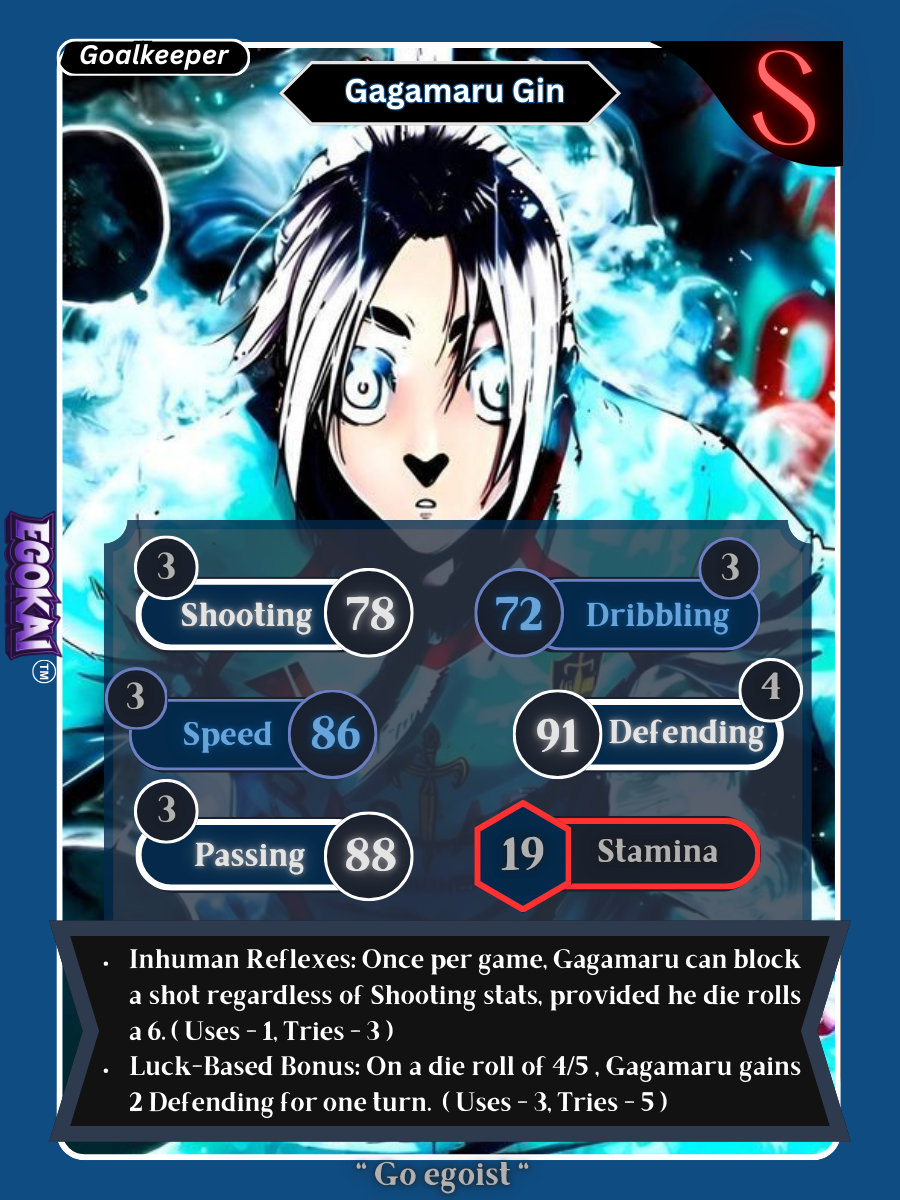 Goalkeeper
Gagamaru Gin
S
EGOKAI
TM
3
Shooting 78
3
72 Dribbling
3
Speed 86
4
91 Defending
3
Passing 88
19 Stamina
• Inhuman Reflexes: Once per game, Gagamaru can block
a shot regardless of Shooting stats, provided he die rolls
a 6. ( Uses - 1, Tries - 3 )
• Luck-Based Bonus: On a die roll of 4/5 , Gagamaru gains
2 Defending for one turn. ( Uses - 3, Tries - 5 )
“ Go egoist “